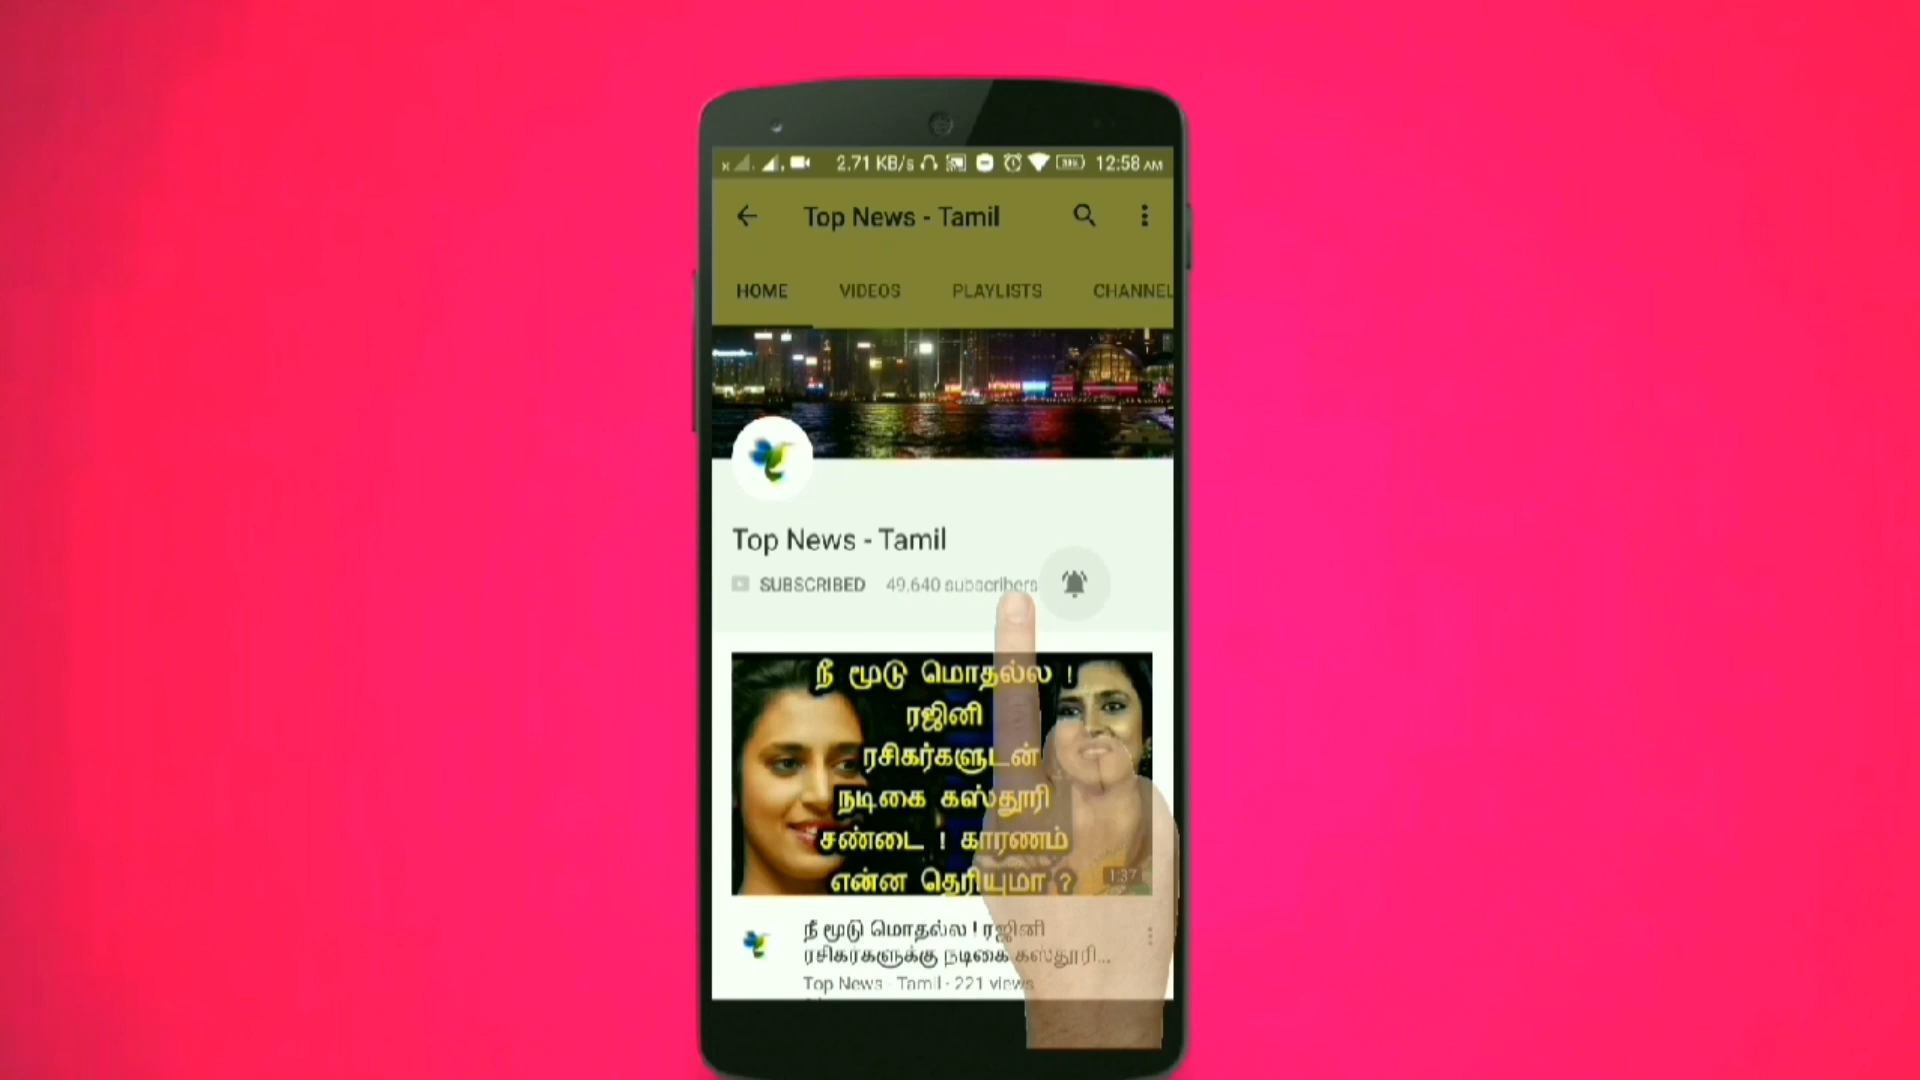 2.71 KB/s 12:58 AM
Top News - Tamil
HOME VIDEOS PLAYLISTS CHANNEL
Top News - Tamil
SUBSCRIBED 49,640 subscribers
நீ மூடு மொதல்ல !
ரஜினி
ரசிகர்களுடன்
நடிகை கஸ்தூரி
சண்டை ! காரணம்
என்ன தெரியுமா ?
1:37
நீ மூடு மொதல்ல ! ரஜினி
ரசிகர்களுக்கு நடிகை கஸ்தூரி...
Top News - Tamil · 221 views